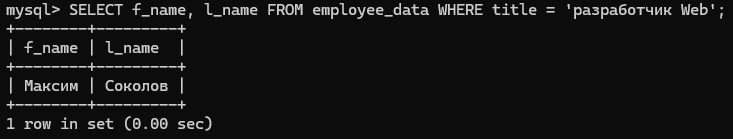 mysql> SELECT f_name, l_name FROM employee_data WHERE title = 'разработчик Web';
+--------+---------+
| f_name | l_name  |
+--------+---------+
| Максим | Соколов |
+--------+---------+
1 row in set (0.00 sec)